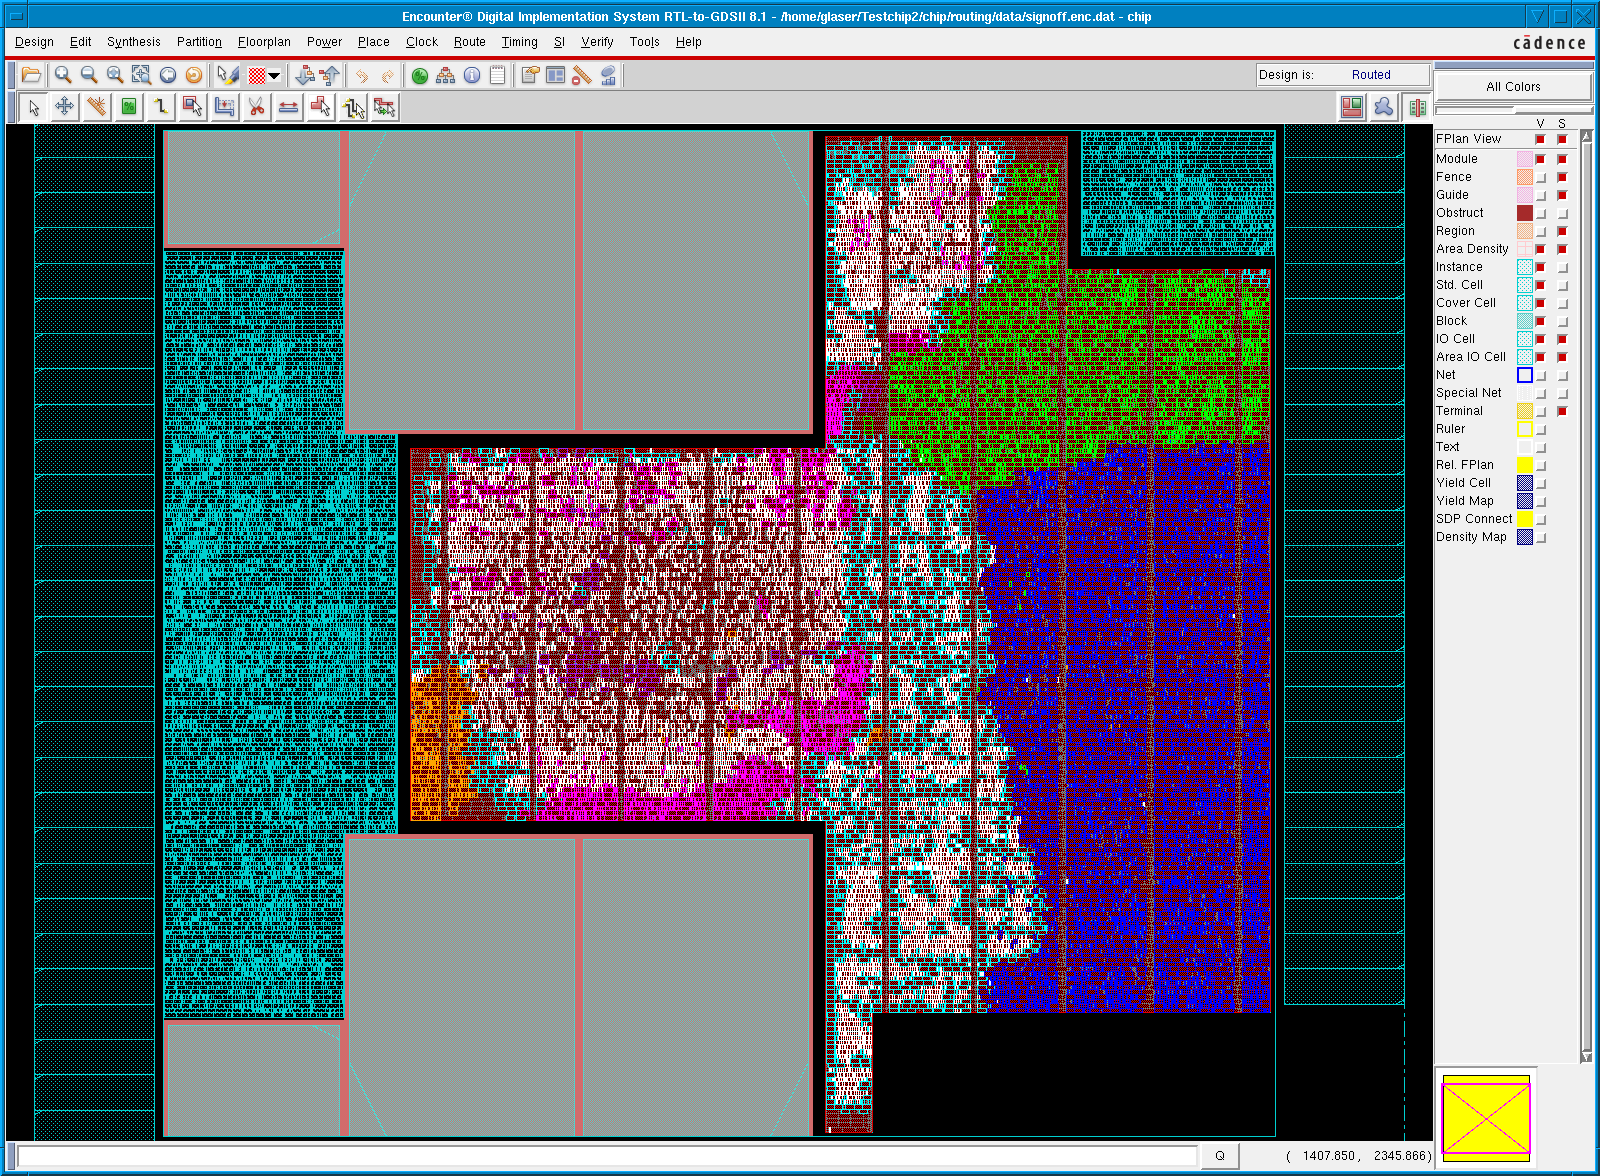 Encounter® Digital Implementation System RTL-to-GDSII 8.1 - /home/glaser/Testchip2/chip/routing/data/signoff.enc.dat - chip
Design Edit Synthesis Partition Floorplan Power Place Clock Route Timing SI Verify Tools Help
cādence
Design is: Routed
All Colors
V S
FPlan View
Module
Fence
Guide
Obstruct
Region
Area Density
Instance
Std. Cell
Cover Cell
Block
IO Cell
Area IO Cell
Net
Special Net
Terminal
Ruler
Text
Rel. FPlan
Yield Cell
Yield Map
SDP Connect
Density Map
Q ( 1407.850, 2345.866)